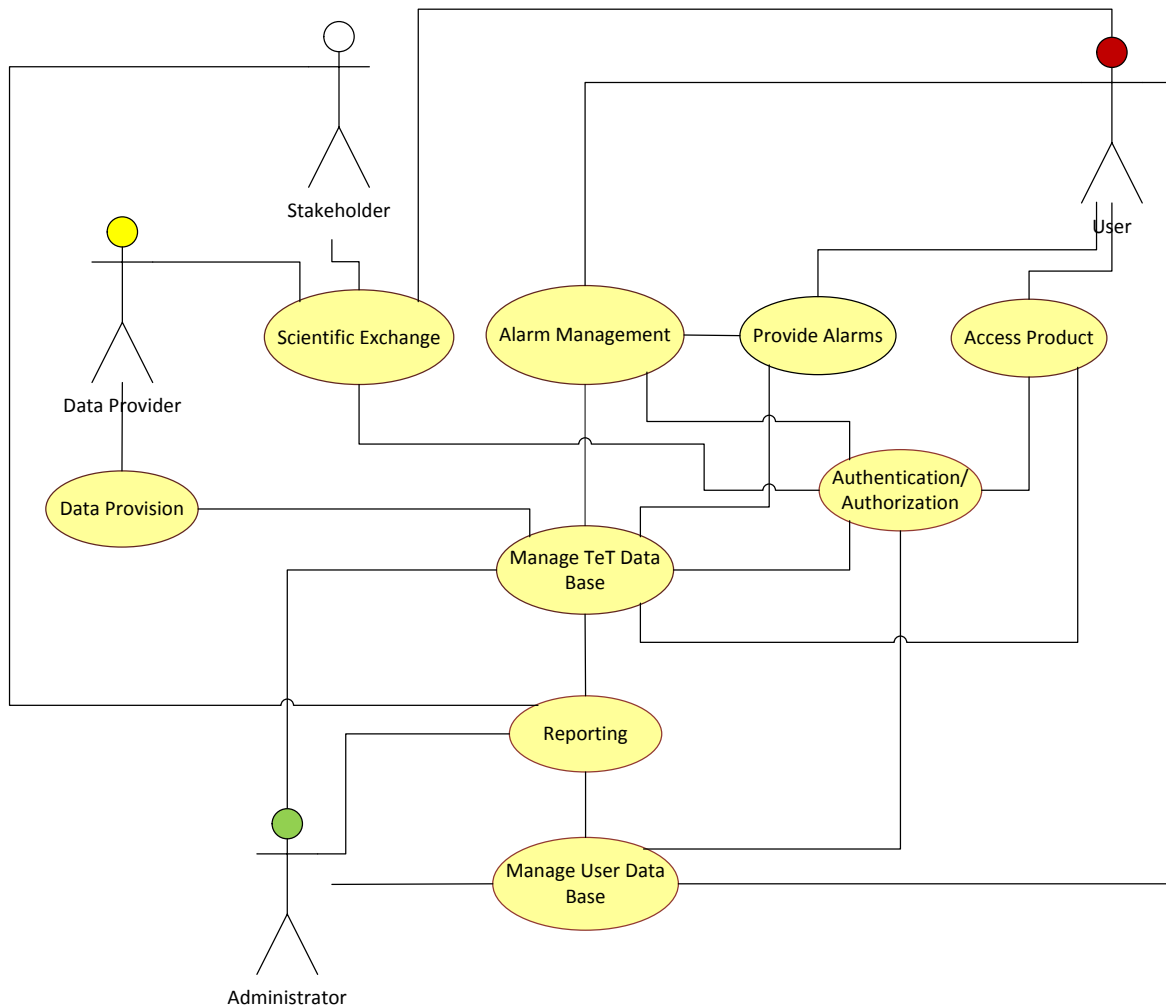 Stakeholder
User
Data Provider
Scientific Exchange
Alarm Management
Provide Alarms
Access Product
Data Provision
Authentication/
Authorization
Manage TeT Data
Base
Reporting
Manage User Data
Base
Administrator